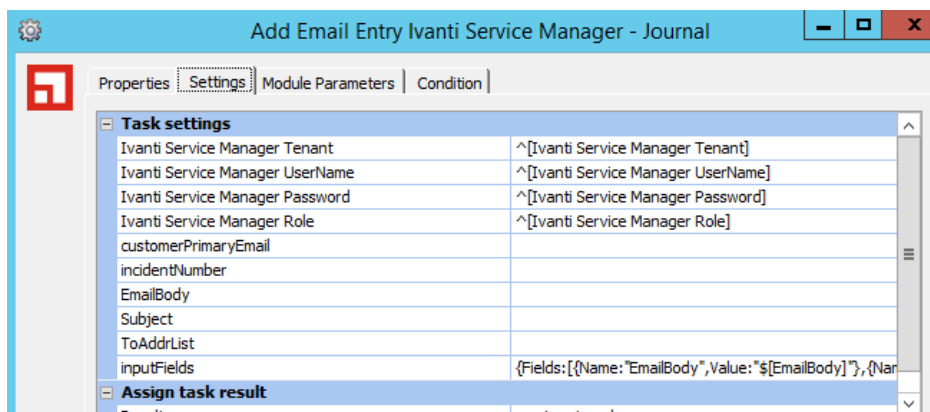 Add Email Entry Ivanti Service Manager - Journal
Properties Settings Module Parameters Condition
Task settings
Ivanti Service Manager Tenant ^[Ivanti Service Manager Tenant]
Ivanti Service Manager UserName ^[Ivanti Service Manager UserName]
Ivanti Service Manager Password ^[Ivanti Service Manager Password]
Ivanti Service Manager Role ^[Ivanti Service Manager Role]
customerPrimaryEmail
incidentNumber
EmailBody
Subject
ToAddrList
inputFields {Fields:[{Name:"EmailBody",Value:"$[EmailBody]"},{Nar
Assign task result